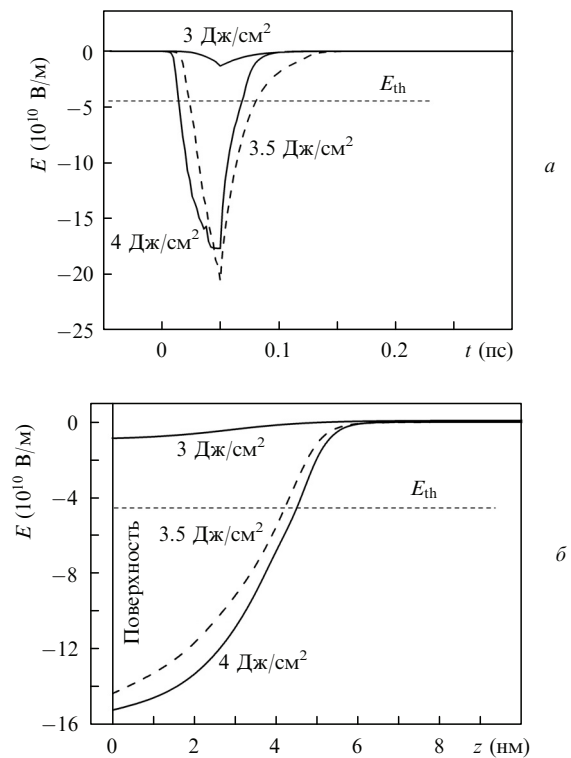 3 Дж/см²
0
−5
−10
−15
−20
−25
E (10¹⁰ В/м)
E_th
3.5 Дж/см²
4 Дж/см²
а
0
0.1
0.2
t (пс)
0
−4
−8
−12
−16
E (10¹⁰ В/м)
3 Дж/см²
E_th
3.5 Дж/см²
Поверхность
4 Дж/см²
б
0
2
4
6
8
z (нм)